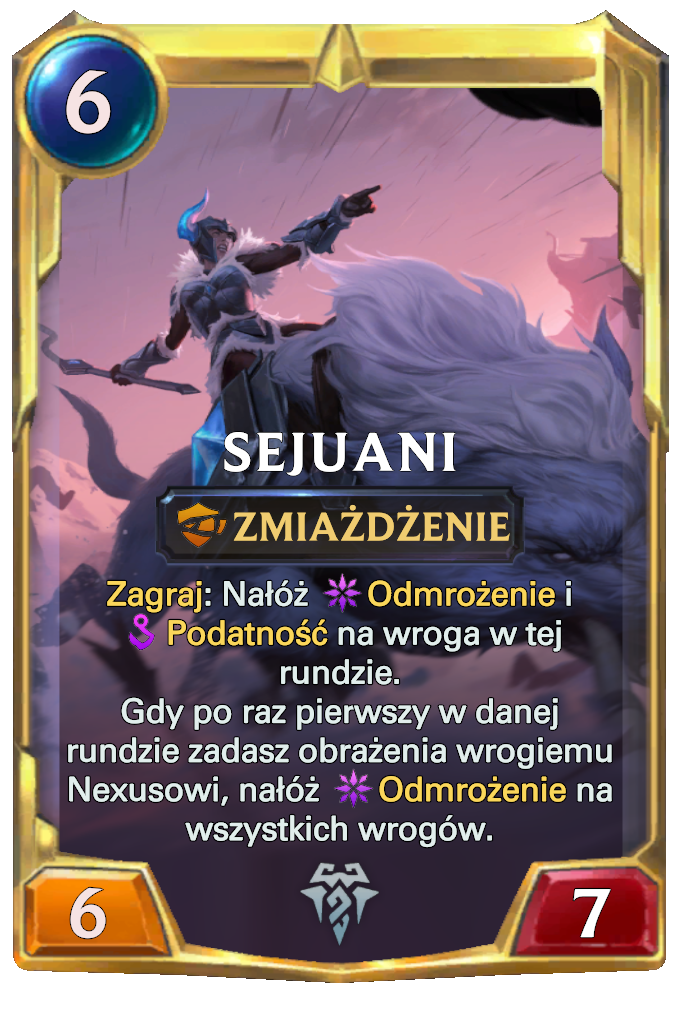 6
SEJUANI
ZMIAŻDŻENIE
Zagraj: Nałóż Odmrożenie i
Podatność na wroga w tej
rundzie.
Gdy po raz pierwszy w danej
rundzie zadasz obrażenia wrogiemu
Nexusowi, nałóż Odmrożenie na
wszystkich wrogów.
6
7